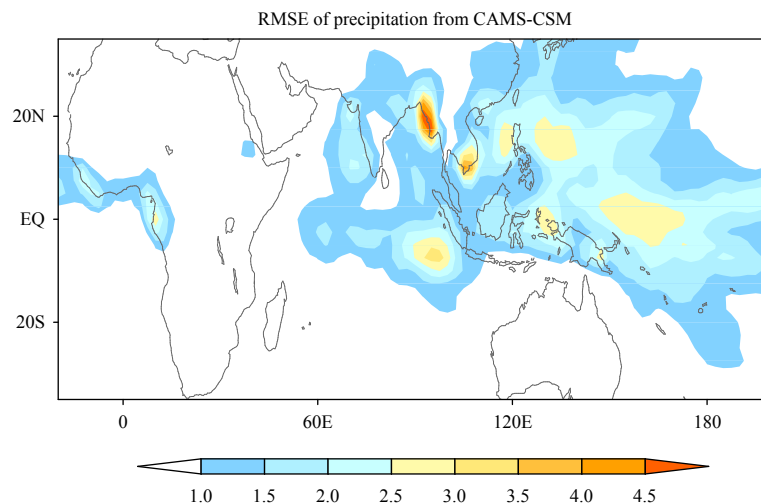 RMSE of precipitation from CAMS-CSM
20N
EQ
20S
0 60E 120E 180
1.0 1.5 2.0 2.5 3.0 3.5 4.0 4.5